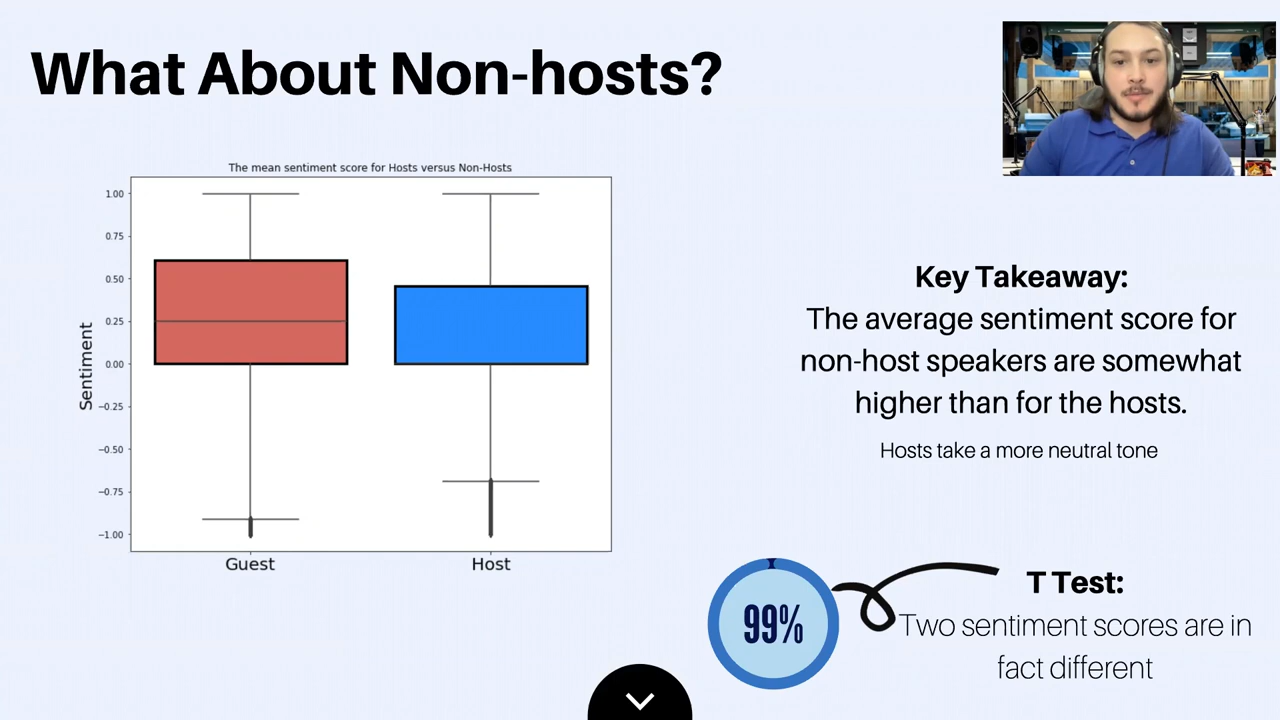 What About Non-hosts?
The mean sentiment score for Hosts versus Non-Hosts
1.00
0.75
0.50
0.25
0.00
−0.25
−0.50
−0.75
−1.00
Sentiment
Guest
Host
Key Takeaway:
The average sentiment score for
non-host speakers are somewhat
higher than for the hosts.
Hosts take a more neutral tone
99%
T Test:
Two sentiment scores are in
fact different